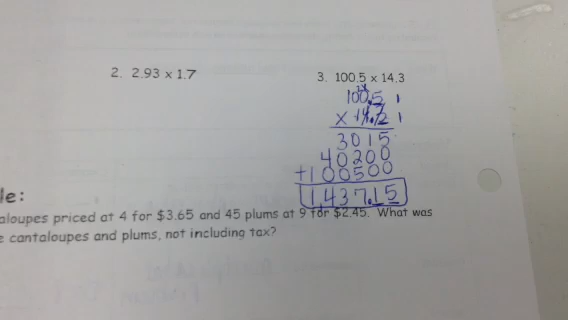 2. 2.93 x 1.7
3. 100.5 x 14.3
100.5 1
x 14.3 1
3015
40200
+100500
1,437.15
le:
aloupes priced at 4 for $3.65 and 45 plums at 9 for $2.45. What was
e cantaloupes and plums, not including tax?